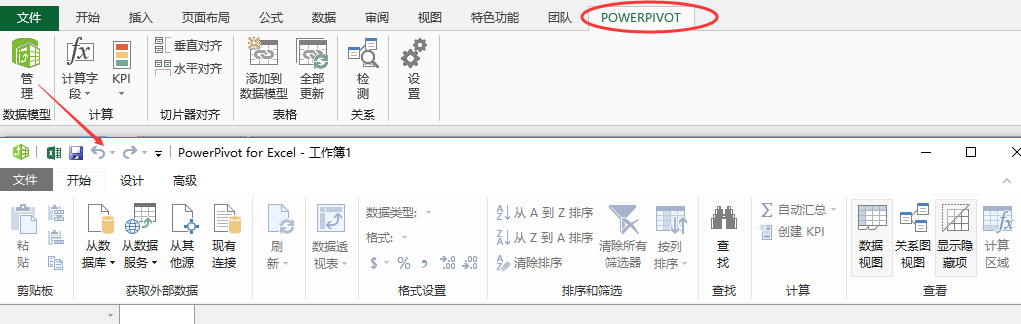 文件 开始 插入 页面布局 公式 数据 审阅 视图 特色功能 团队 POWERPIVOT
管理
计算字段
KPI
垂直对齐
水平对齐
添加到数据模型
全部更新
检测
设置
数据模型 计算 切片器对齐 表格 关系
PowerPivot for Excel - 工作簿1
文件 开始 设计 高级
粘贴
从数据库
从数据服务
从其他源
现有连接
刷新
数据透视表
数据类型:
格式:
$ % , .00 .0
从 A 到 Z 排序
从 Z 到 A 排序
清除排序
清除所有筛选器
按列排序
查找
自动汇总
创建 KPI
数据视图
关系图视图
显示隐藏项
计算区域
剪贴板 获取外部数据 格式设置 排序和筛选 查找 计算 查看